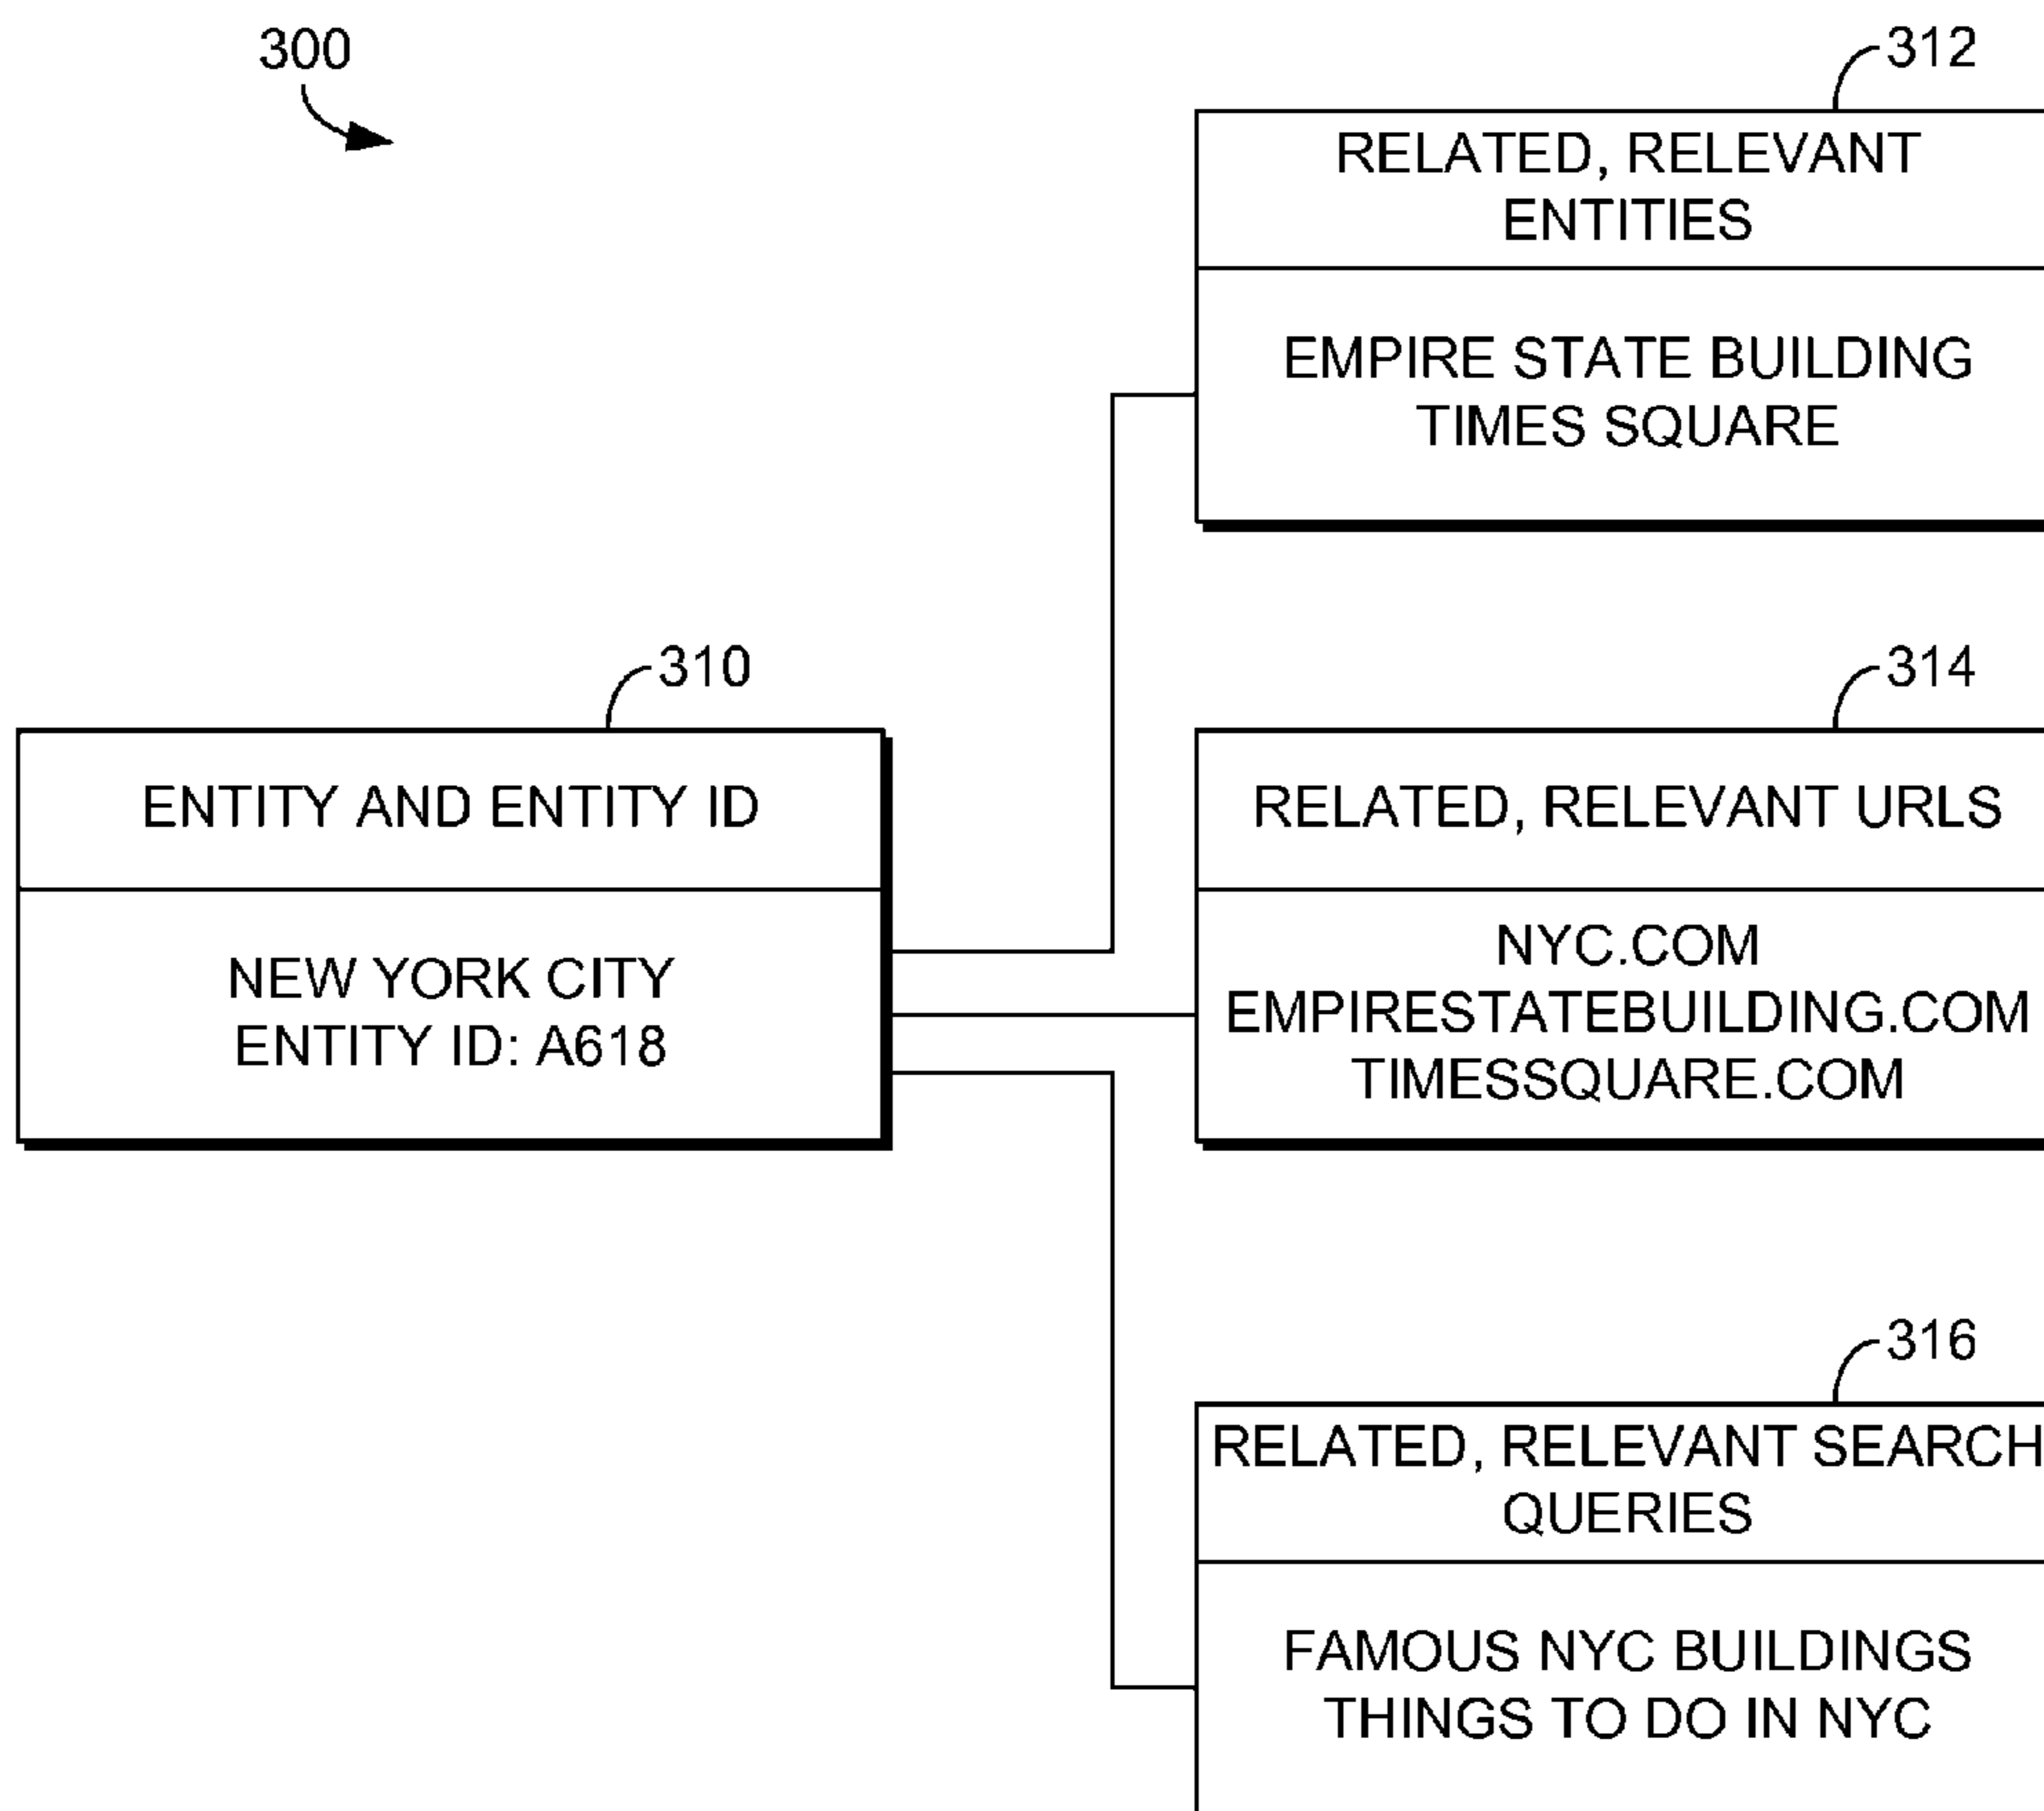 300
312
RELATED, RELEVANT
ENTITIES
EMPIRE STATE BUILDING
TIMES SQUARE
310
ENTITY AND ENTITY ID
NEW YORK CITY
ENTITY ID: A618
314
RELATED, RELEVANT URLS
NYC.COM
EMPIRESTATEBUILDING.COM
TIMESSQUARE.COM
316
RELATED, RELEVANT SEARCH
QUERIES
FAMOUS NYC BUILDINGS
THINGS TO DO IN NYC